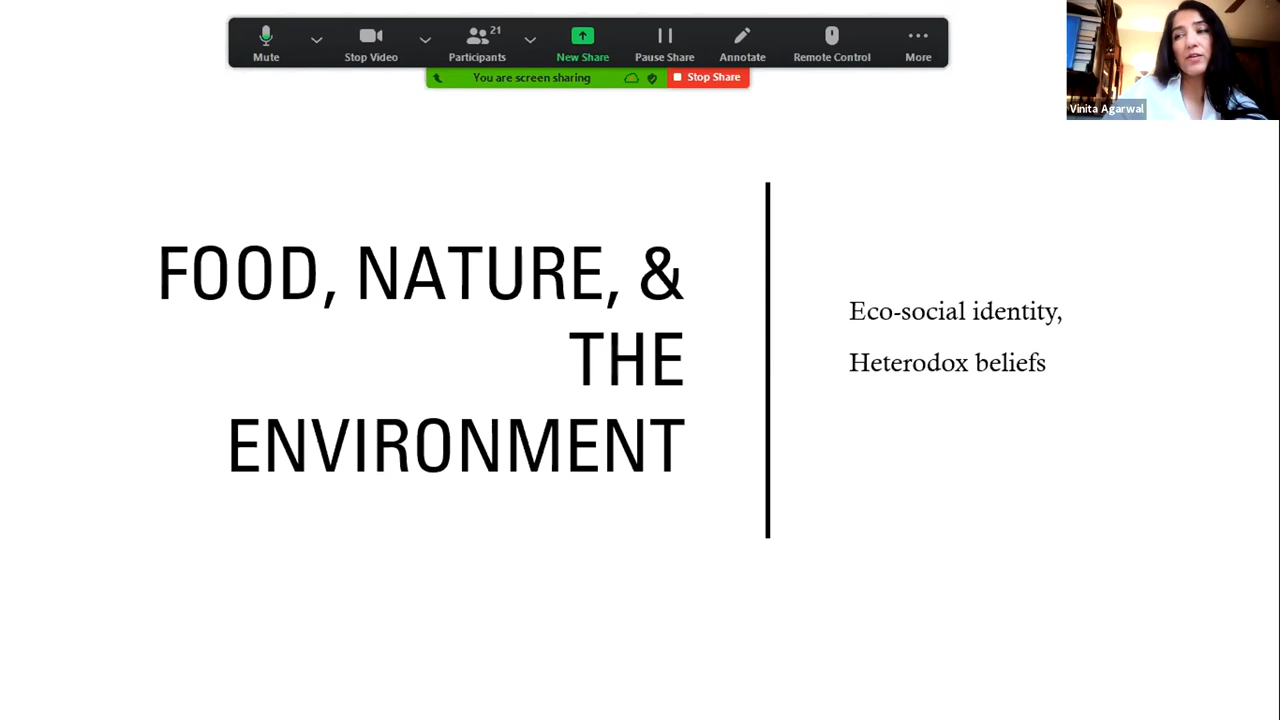 21
Mute
Stop Video
Participants
New Share
Pause Share
Annotate
Remote Control
More
You are screen sharing
Stop Share
Vinita Agarwal
FOOD, NATURE, &
THE
ENVIRONMENT
Eco-social identity,
Heterodox beliefs